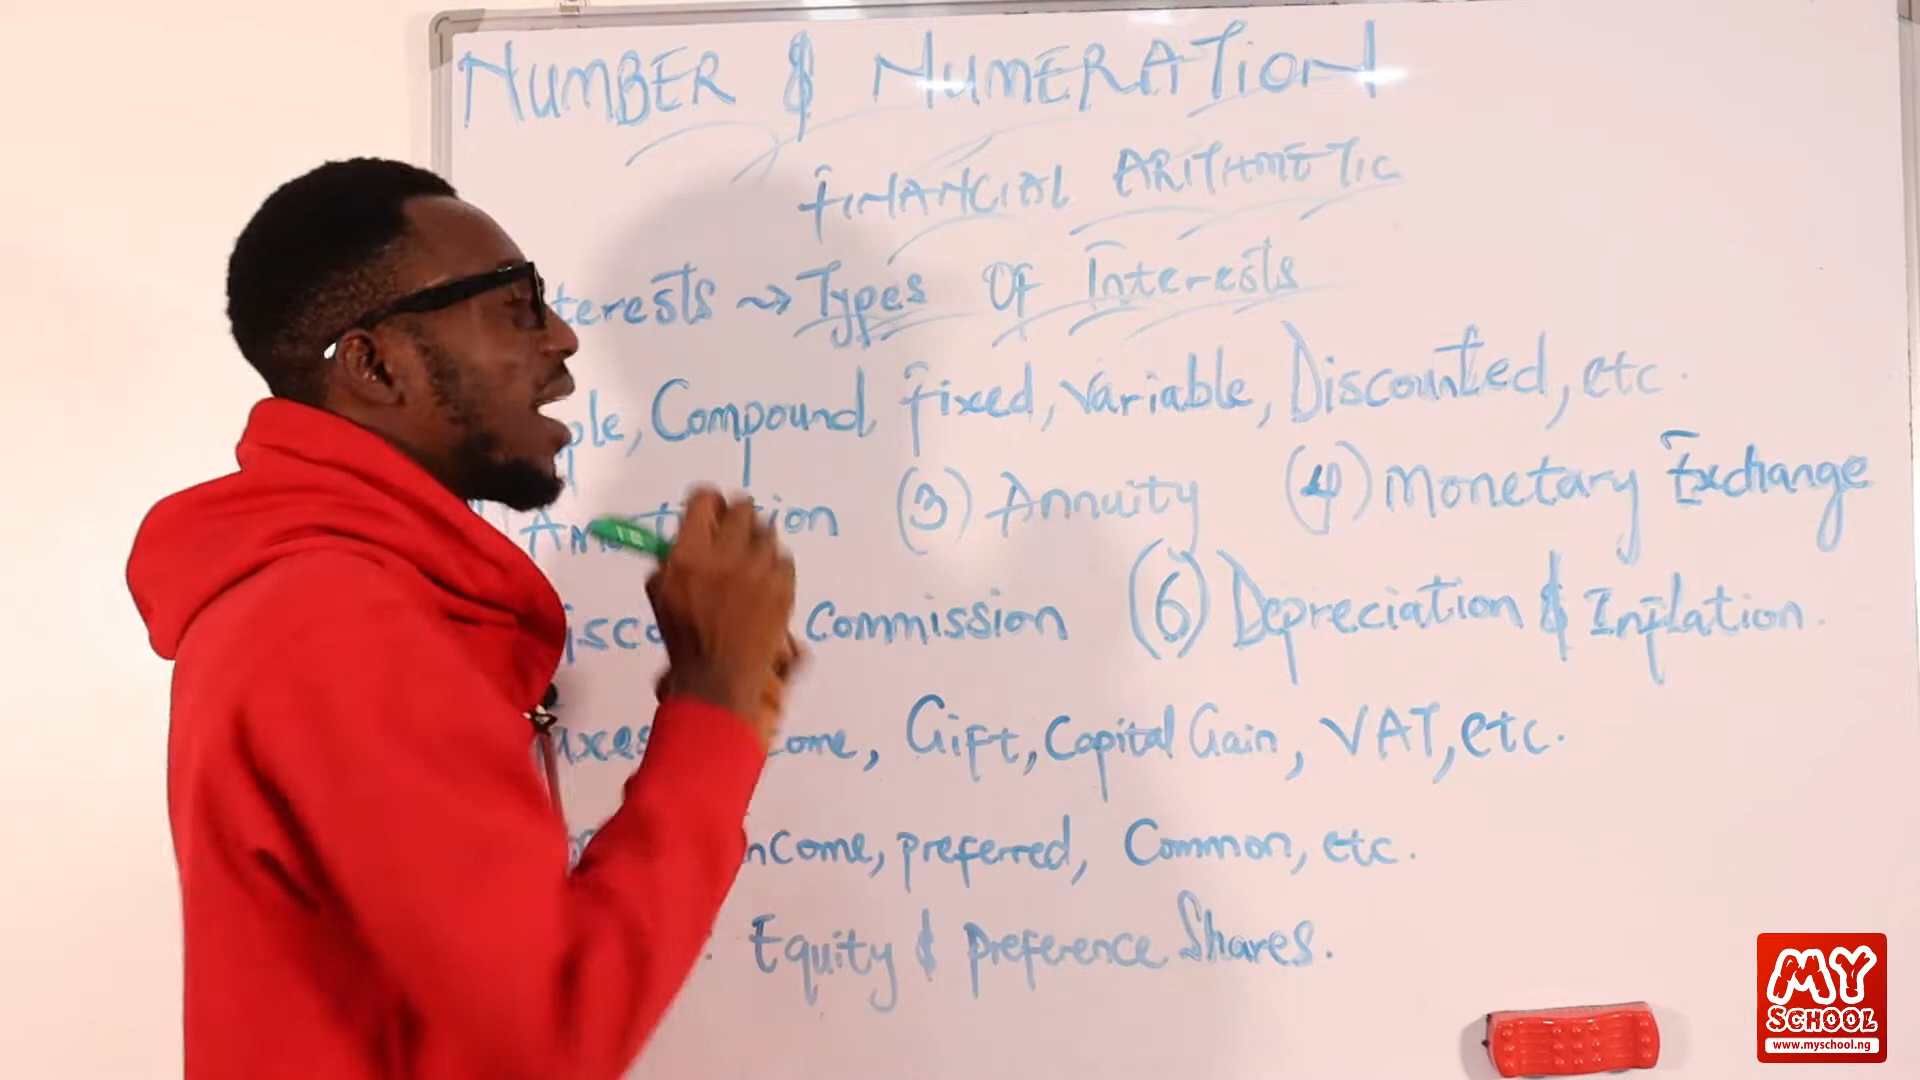 NUMBER & NUMERATION
FINANCIAL ARITHMETIC
terests → Types Of Interests
ple, Compound Fixed, Variable, Discounted, etc.
ion (3) Annuity (4) Monetary Exchange
Commission (6) Depreciation & Inflation.
axes ome, Gift, Capital Gain, VAT, etc.
ncome, preferred, Common, etc.
Equity & preference Shares.
MY
SCHOOL
www.myschool.ng